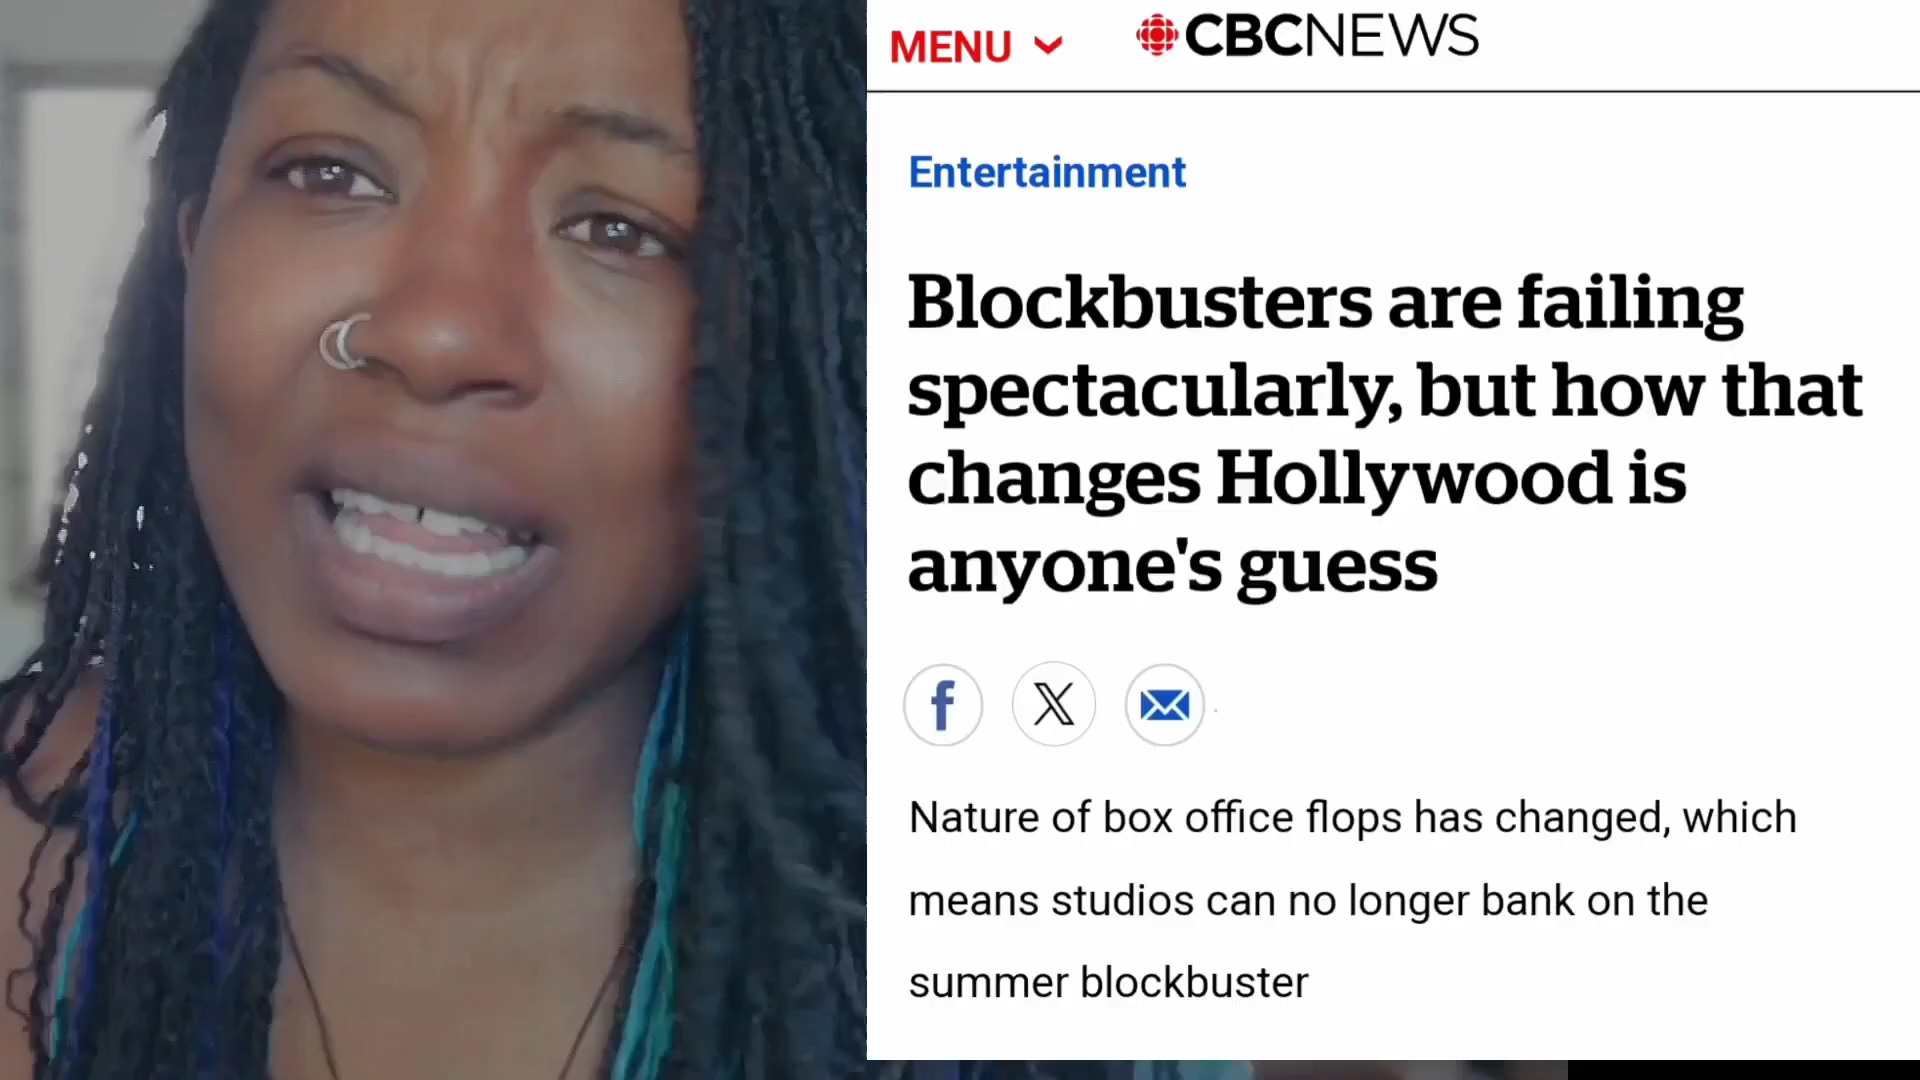 MENU
CBCNEWS
Entertainment
Blockbusters are failing
spectacularly, but how that
changes Hollywood is
anyone's guess
Nature of box office flops has changed, which
means studios can no longer bank on the
summer blockbuster